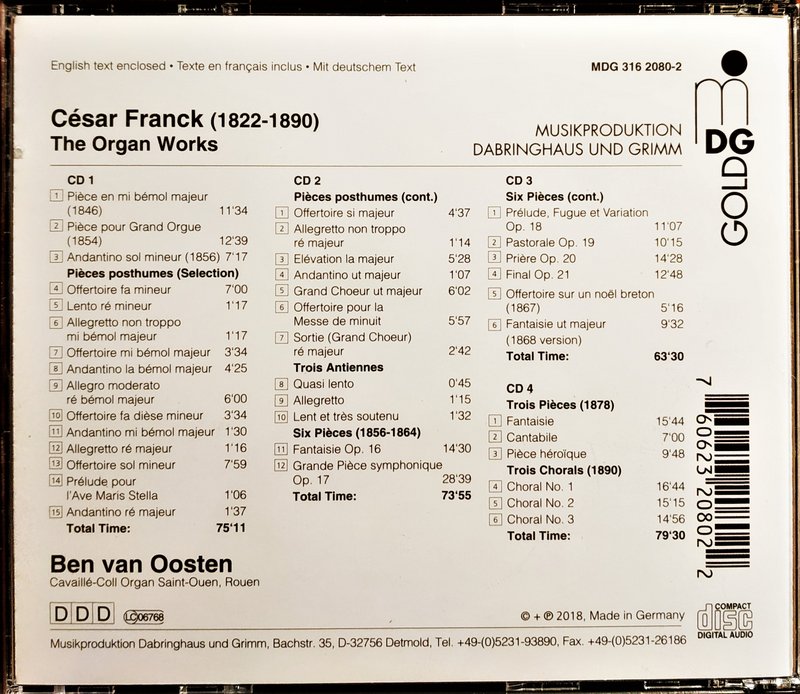 English text enclosed • Texte en français inclus • Mit deutschem Text
MDG 316 2080-2
César Franck (1822-1890)
The Organ Works
MUSIKPRODUKTION
DABRINGHAUS UND GRIMM
m
DG
GOLD
CD 1
1 Pièce en mi bémol majeur
(1846) 11'34
2 Pièce pour Grand Orgue
(1854) 12'39
3 Andantino sol mineur (1856) 7'17
Pièces posthumes (Selection)
4 Offertoire fa mineur 7'00
5 Lento ré mineur 1'17
6 Allegretto non troppo
mi bémol majeur 1'17
7 Offertoire mi bémol majeur 3'34
8 Andantino la bémol majeur 4'25
9 Allegro moderato
ré bémol majeur 6'00
10 Offertoire fa dièse mineur 3'34
11 Andantino mi bémol majeur 1'30
12 Allegretto ré majeur 1'16
13 Offertoire sol mineur 7'59
14 Prélude pour
l'Ave Maris Stella 1'06
15 Andantino ré majeur 1'37
Total Time: 75'11
CD 2
Pièces posthumes (cont.)
1 Offertoire si majeur 4'37
2 Allegretto non troppo
ré majeur 1'14
3 Elévation la majeur 5'28
4 Andantino ut majeur 1'07
5 Grand Choeur ut majeur 6'02
6 Offertoire pour la
Messe de minuit 5'57
7 Sortie (Grand Choeur)
ré majeur 2'42
Trois Antiennes
8 Quasi lento 0'45
9 Allegretto 1'15
10 Lent et très soutenu 1'32
Six Pièces (1856-1864)
11 Fantaisie Op. 16 14'30
12 Grande Pièce symphonique
Op. 17 28'39
Total Time: 73'55
CD 3
Six Pièces (cont.)
1 Prélude, Fugue et Variation
Op. 18 11'07
2 Pastorale Op. 19 10'15
3 Prière Op. 20 14'28
4 Final Op. 21 12'48
5 Offertoire sur un noël breton
(1867) 5'16
6 Fantaisie ut majeur 9'32
(1868 version)
Total Time: 63'30
CD 4
Trois Pièces (1878)
1 Fantaisie 15'44
2 Cantabile 7'00
3 Pièce héroïque 9'48
Trois Chorals (1890)
4 Choral No. 1 16'44
5 Choral No. 2 15'15
6 Choral No. 3 14'56
Total Time: 79'30
7 60623 20802 2
Ben van Oosten
Cavaillé-Coll Organ Saint-Ouen, Rouen
DDD
LC 06768
© + ℗ 2018, Made in Germany
COMPACT
disc
DIGITAL AUDIO
Musikproduktion Dabringhaus und Grimm, Bachstr. 35, D-32756 Detmold, Tel. +49-(0)5231-93890, Fax. +49-(0)5231-26186